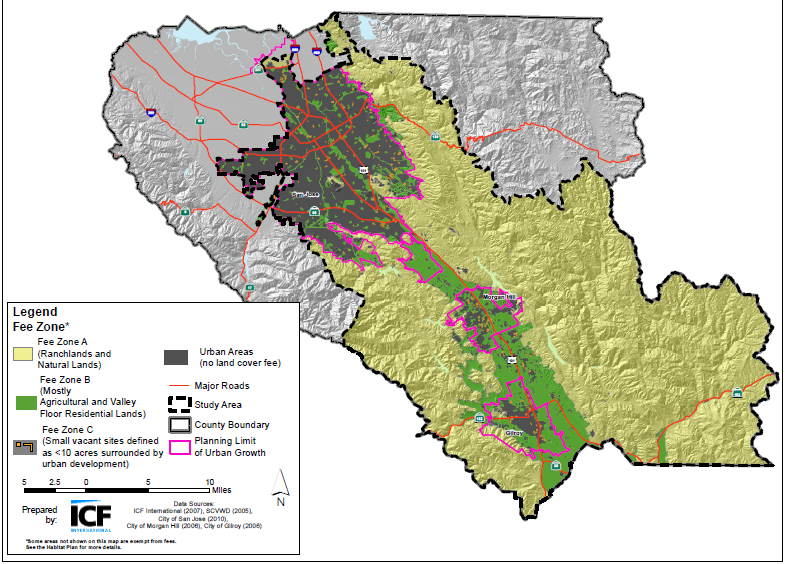 San Jose
Morgan Hill
Gilroy
Legend
Fee Zone*
Fee Zone A
(Ranchlands and
Natural Lands)
Fee Zone B
(Mostly
Agricultural and Valley
Floor Residential Lands)
Fee Zone C
(Small vacant sites defined
as <10 acres surrounded by
urban development)
Urban Areas
(no land cover fee)
Major Roads
Study Area
County Boundary
Planning Limit
of Urban Growth
5 2.5 0 5 10
Miles
N
Prepared
by:
ICF
INTERNATIONAL
Data Sources:
ICF International (2007), SCVWD (2005),
City of San Jose (2010),
City of Morgan Hill (2006), City of Gilroy (2006)
*Some areas not shown on this map are exempt from fees.
See the Habitat Plan for more details.